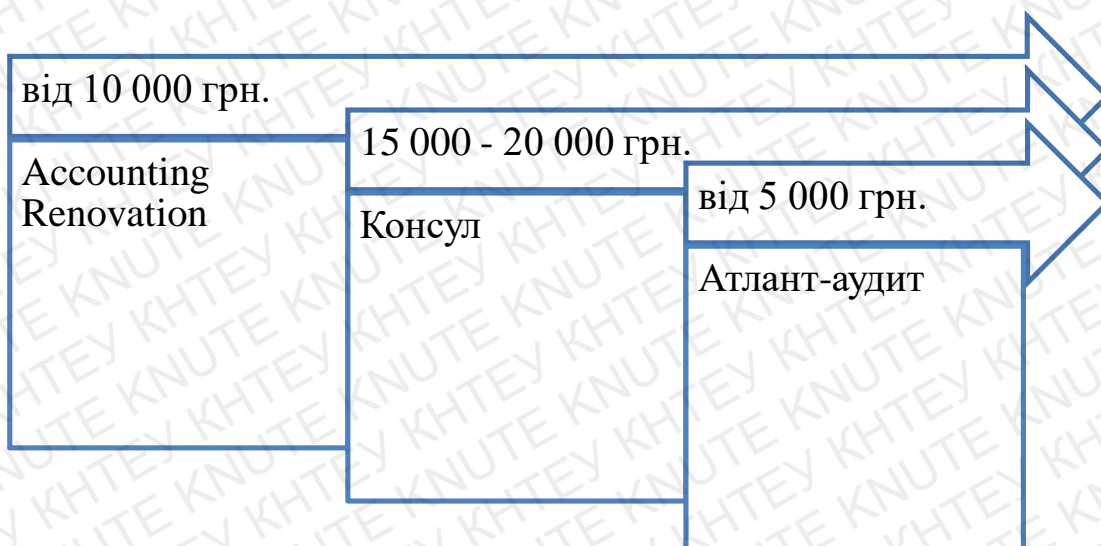 від 10 000 грн.
Accounting
Renovation
15 000 - 20 000 грн.
Консул
від 5 000 грн.
Атлант-аудит